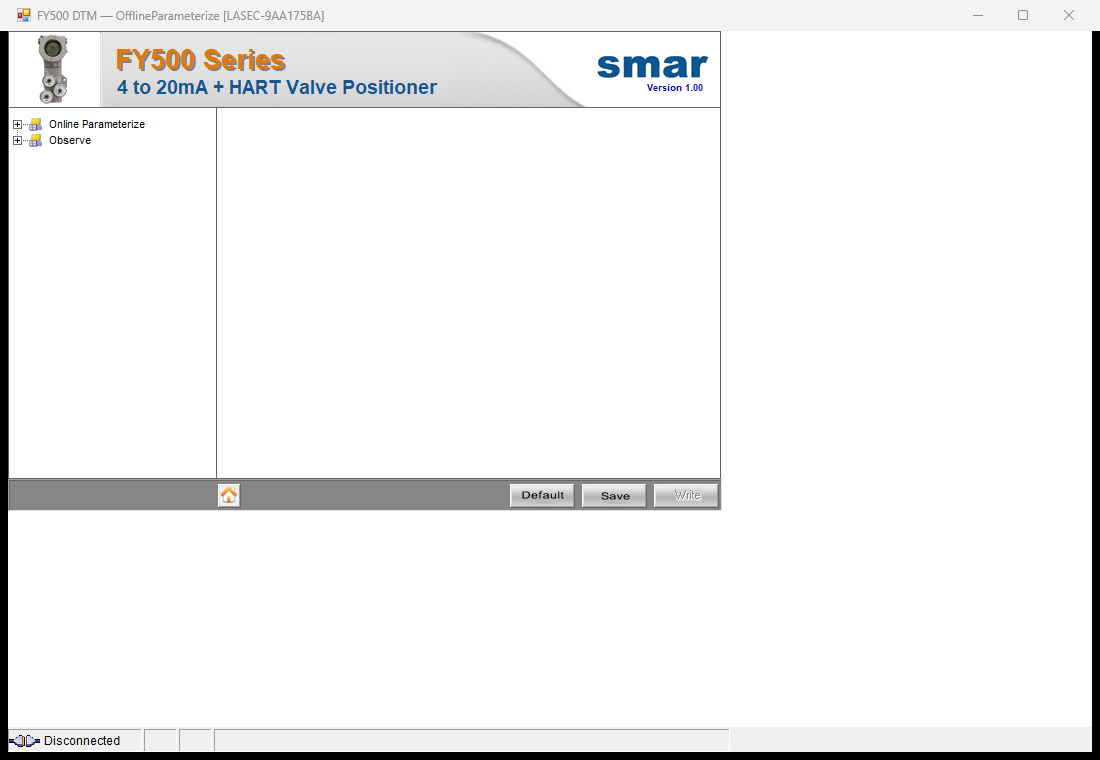 FY500 DTM — OfflineParameterize [LASEC-9AA175BA]
FY500 Series
4 to 20mA + HART Valve Positioner
smar
Version 1.00
Online Parameterize
Observe
Default
Save
Write
Disconnected